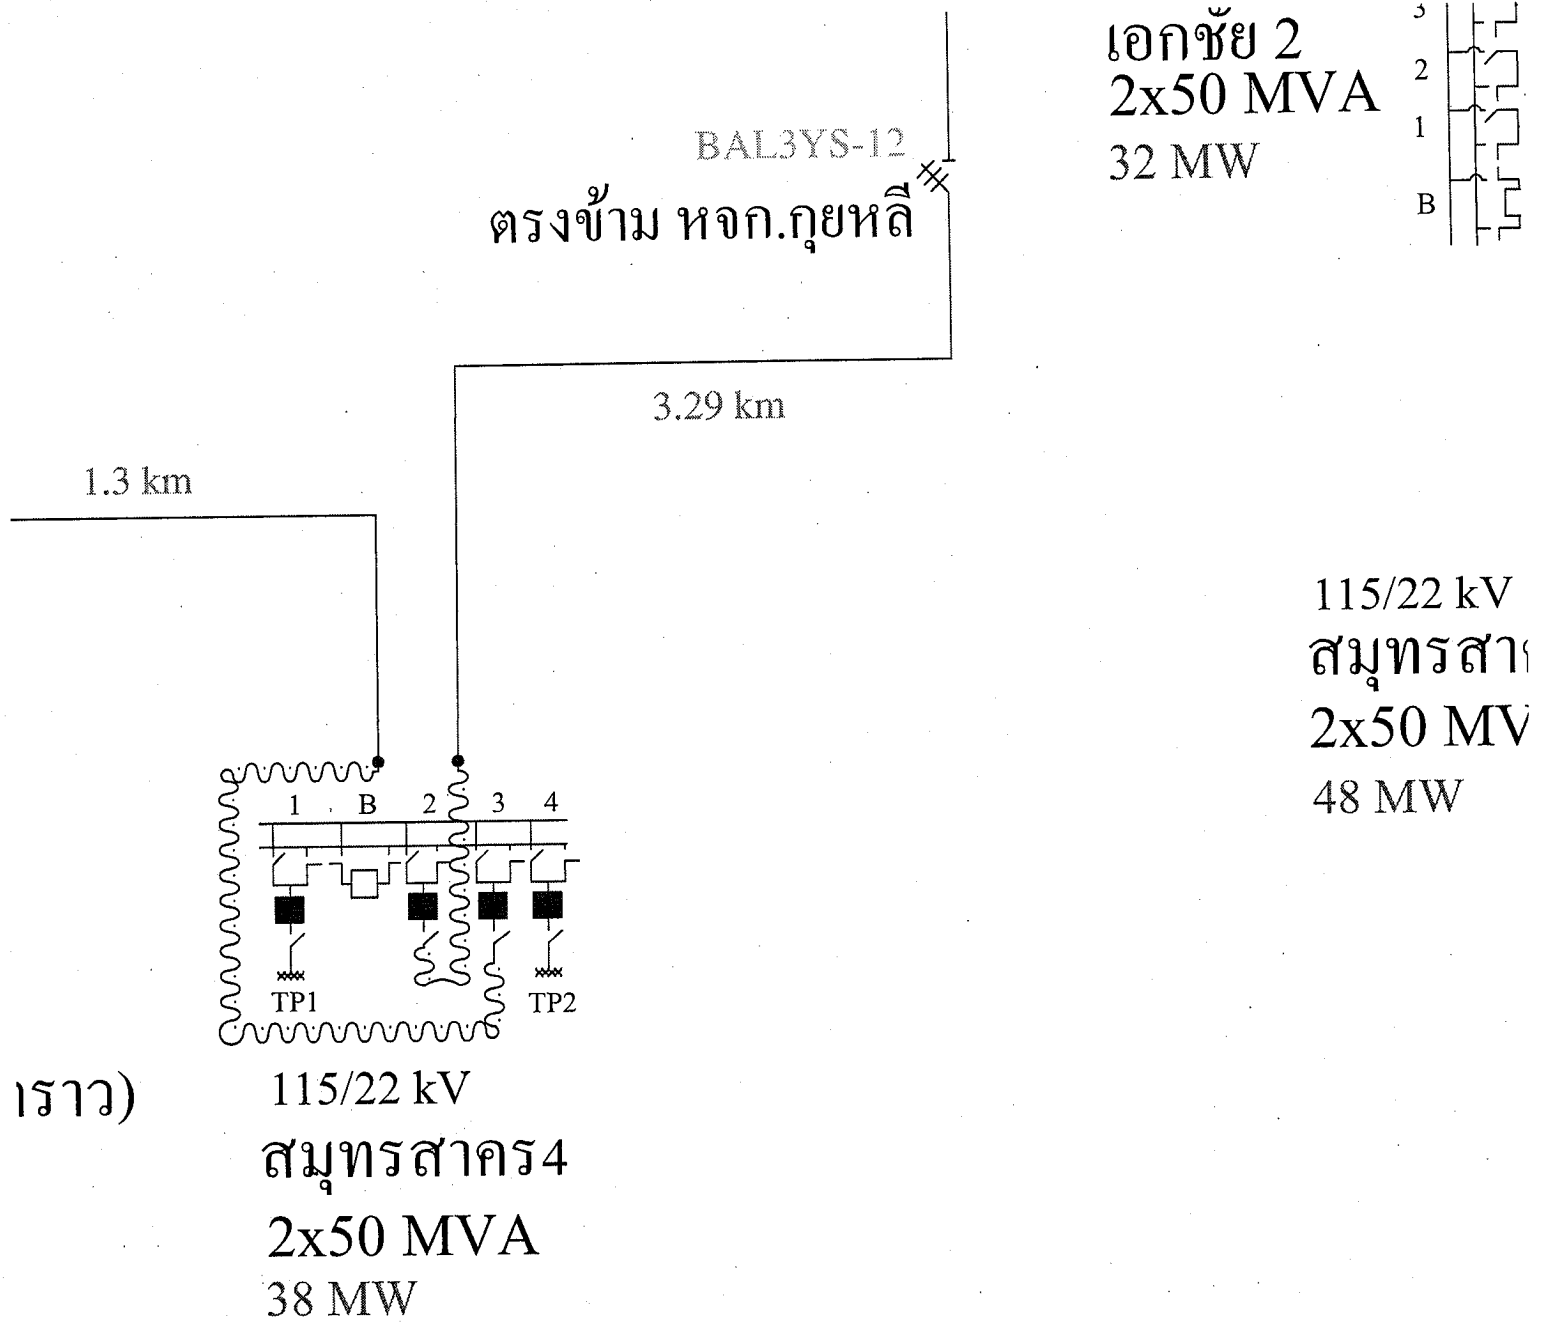 เอกชัย 2
2x50 MVA
32 MW
3
2
1
B
BAL3YS-12
ตรงข้าม หจก.กุยหลี
3.29 km
1.3 km
115/22 kV
2x50 MV
48 MW
1 B 2 3 4
TP1 TP2
115/22 kV
สมุทรสาคร4
2x50 MVA
38 MW